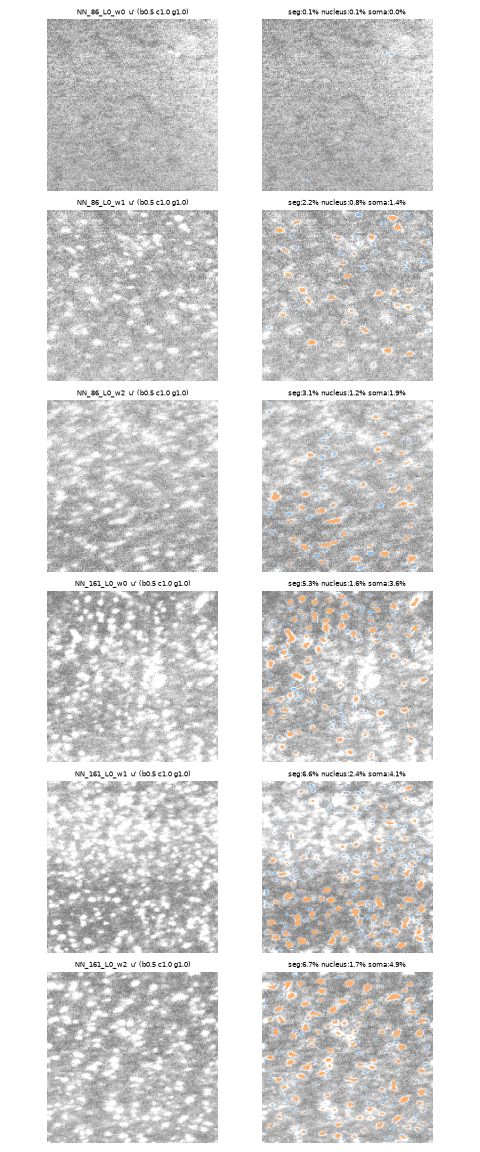 NN_86_L0_w0 u' (b0.5 c1.0 g1.0)
seg:0.1% nucleus:0.1% soma:0.0%
NN_86_L0_w1 u' (b0.5 c1.0 g1.0)
seg:2.2% nucleus:0.8% soma:1.4%
NN_86_L0_w2 u' (b0.5 c1.0 g1.0)
seg:3.1% nucleus:1.2% soma:1.9%
NN_161_L0_w0 u' (b0.5 c1.0 g1.0)
seg:5.3% nucleus:1.6% soma:3.6%
NN_161_L0_w1 u' (b0.5 c1.0 g1.0)
seg:6.6% nucleus:2.4% soma:4.1%
NN_161_L0_w2 u' (b0.5 c1.0 g1.0)
seg:6.7% nucleus:1.7% soma:4.9%